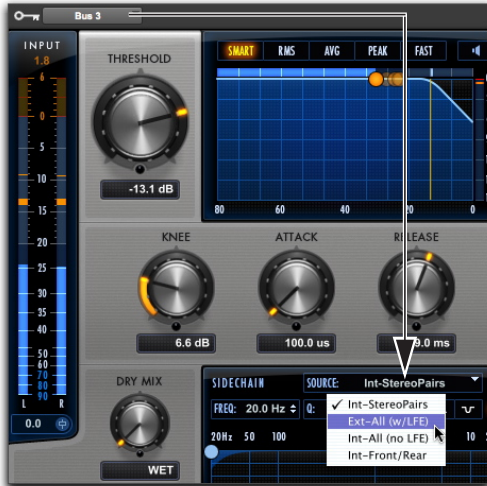 Bus 3
INPUT
1.8
6
0
5
10
15
20
25
30
35
40
50
60
70
80
90
L R
0.0
THRESHOLD
-13.1 dB
SMART RMS AVG PEAK FAST
80 60 40 20 0
KNEE ATTACK RELEASE
6.6 dB 100.0 us 9.0 ms
DRY MIX
WET
SIDECHAIN SOURCE: Int-StereoPairs
FREQ: 20.0 Hz Q:
20Hz 50 100 10
✓ Int-StereoPairs
Ext-All (w/LFE)
Int-All (no LFE)
Int-Front/Rear